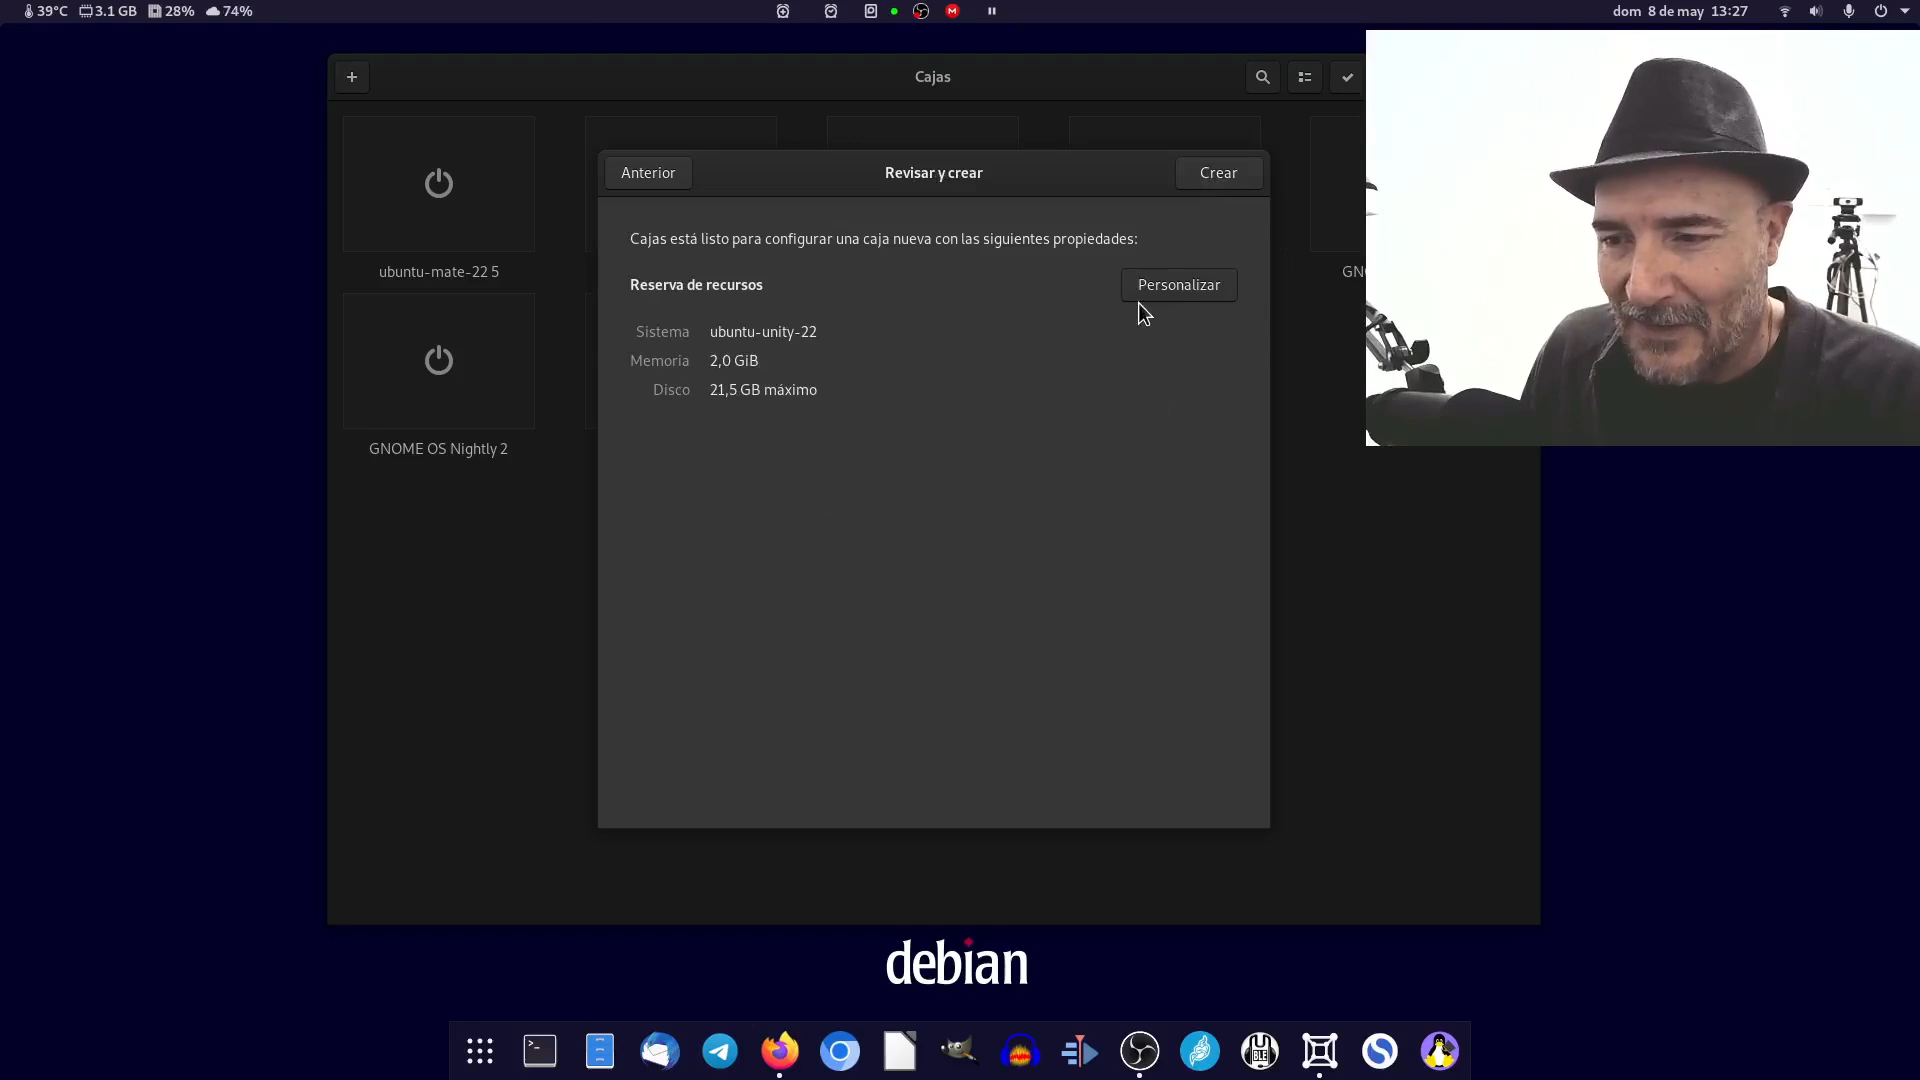 39°C 3.1 GB 28% 74%
dom 8 de may 13:27
Cajas
Anterior
Revisar y crear
Crear
ubuntu-mate-22 5
Cajas está listo para configurar una caja nueva con las siguientes propiedades:
Reserva de recursos
Personalizar
Sistema ubuntu-unity-22
Memoria 2,0 GiB
Disco 21,5 GB máximo
GNOME OS Nightly 2
debian
BLE